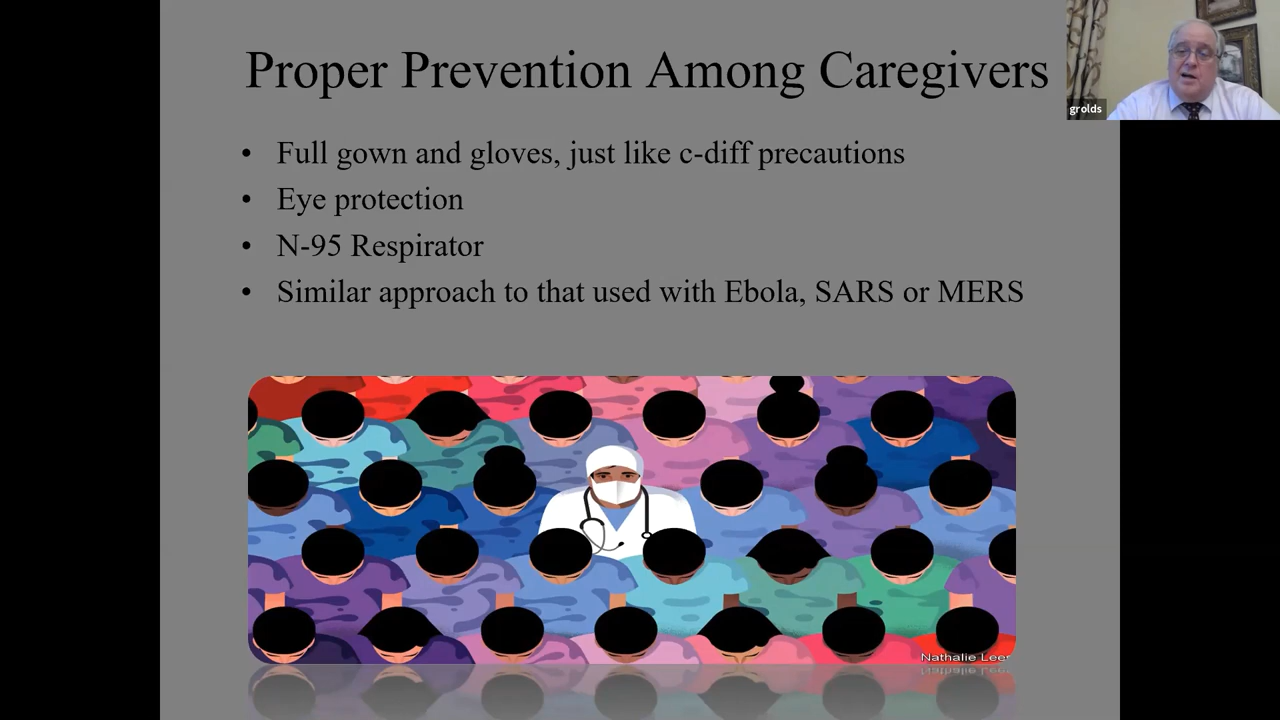 Proper Prevention Among Caregivers
grolds
• Full gown and gloves, just like c-diff precautions
• Eye protection
• N-95 Respirator
• Similar approach to that used with Ebola, SARS or MERS
Nathalie Lees